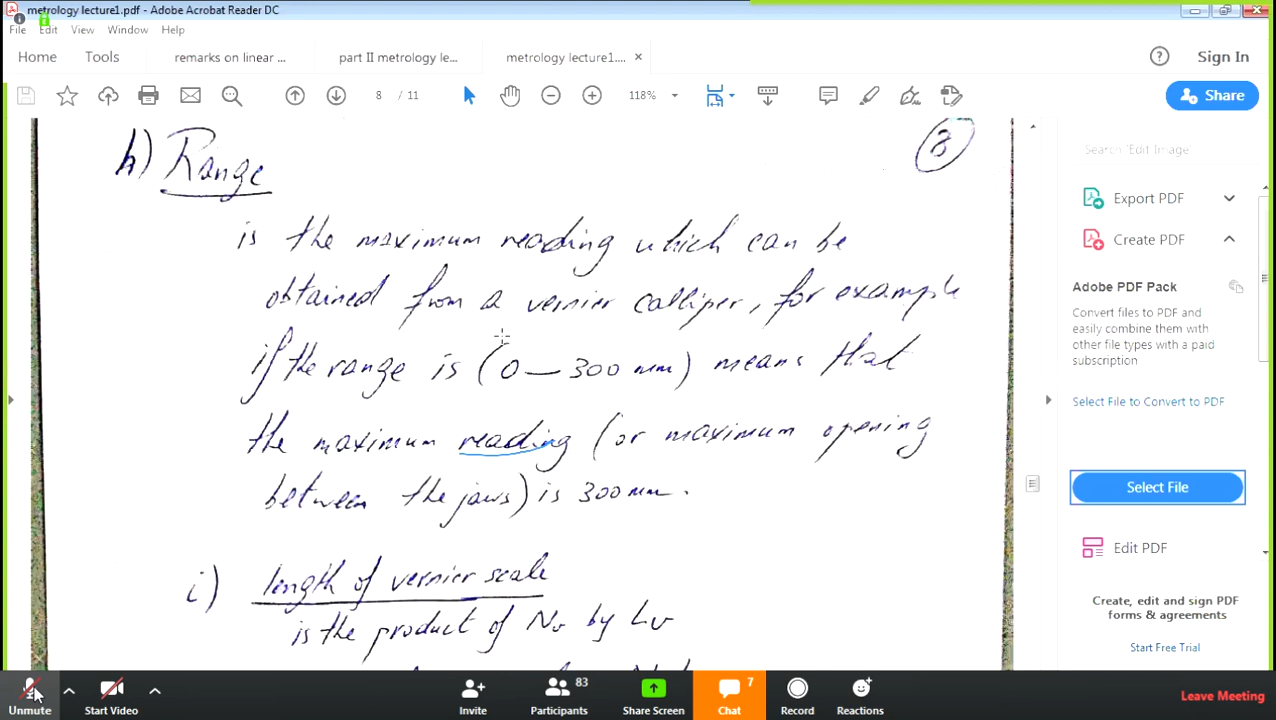 metrology lecture1.pdf - Adobe Acrobat Reader DC
File Edit View Window Help
Home Tools remarks on linear ... part II metrology le... metrology lecture1.... × Sign In
8 / 11 118% Share
h) Range 8
is the maximum reading which can be
obtained from a vernier calliper, for example
if the range is (0 — 300 mm) means that
the maximum reading (or maximum opening
between the jaws) is 300 mm.
i) length of vernier scale
is the product of Nv by Lv
Search 'Edit Image'
Export PDF
Create PDF
Adobe PDF Pack
Convert files to PDF and
easily combine them with
other file types with a paid
subscription
Select File to Convert to PDF
Select File
Edit PDF
Create, edit and sign PDF
forms & agreements
Start Free Trial
Unmute Start Video Invite Participants 83 Share Screen Chat 7 Record Reactions Leave Meeting